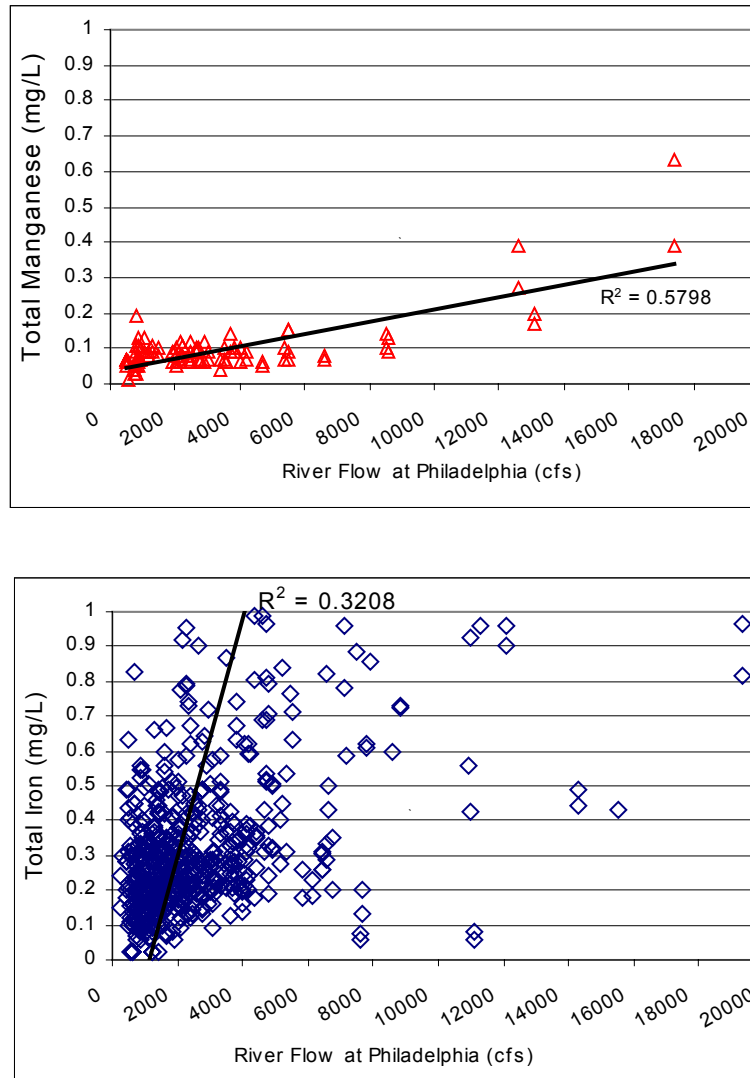 Total Manganese (mg/L)
1
0.9
0.8
0.7
0.6
0.5
0.4
0.3
0.2
0.1
0
R² = 0.5798
0 2000 4000 6000 8000 10000 12000 14000 16000 18000 20000
River Flow at Philadelphia (cfs)
R² = 0.3208
Total Iron (mg/L)
1
0.9
0.8
0.7
0.6
0.5
0.4
0.3
0.2
0.1
0
0 2000 4000 6000 8000 10000 12000 14000 16000 18000 20000
River Flow at Philadelphia (cfs)